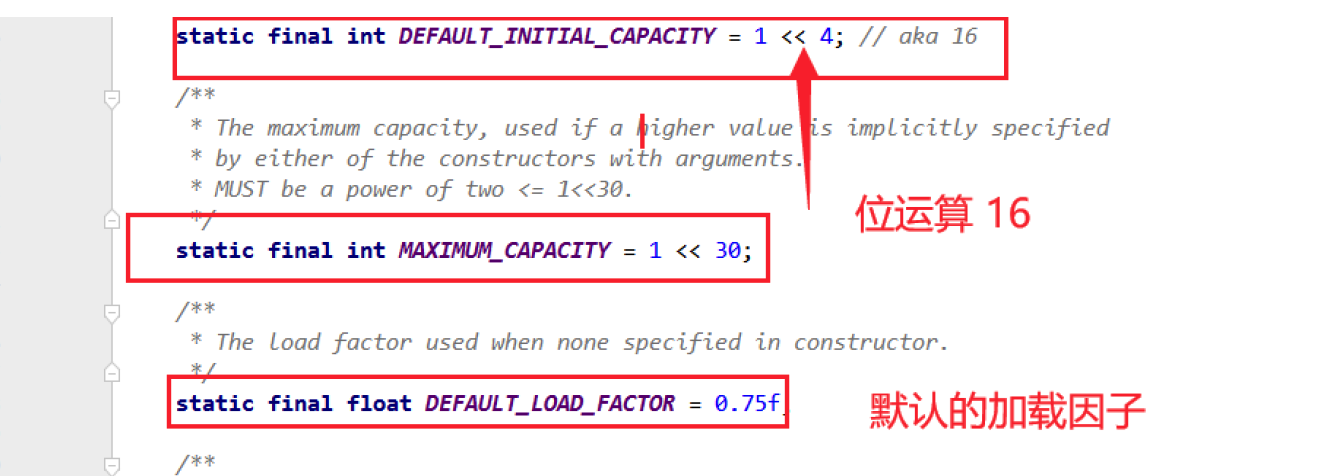 static final int DEFAULT_INITIAL_CAPACITY = 1 << 4; // aka 16
/**
* The maximum capacity, used if a higher value is implicitly specified
* by either of the constructors with arguments.
* MUST be a power of two <= 1<<30.
*/
位运算 16
static final int MAXIMUM_CAPACITY = 1 << 30;
/**
* The load factor used when none specified in constructor.
*/
static final float DEFAULT_LOAD_FACTOR = 0.75f;
默认的加载因子
/**